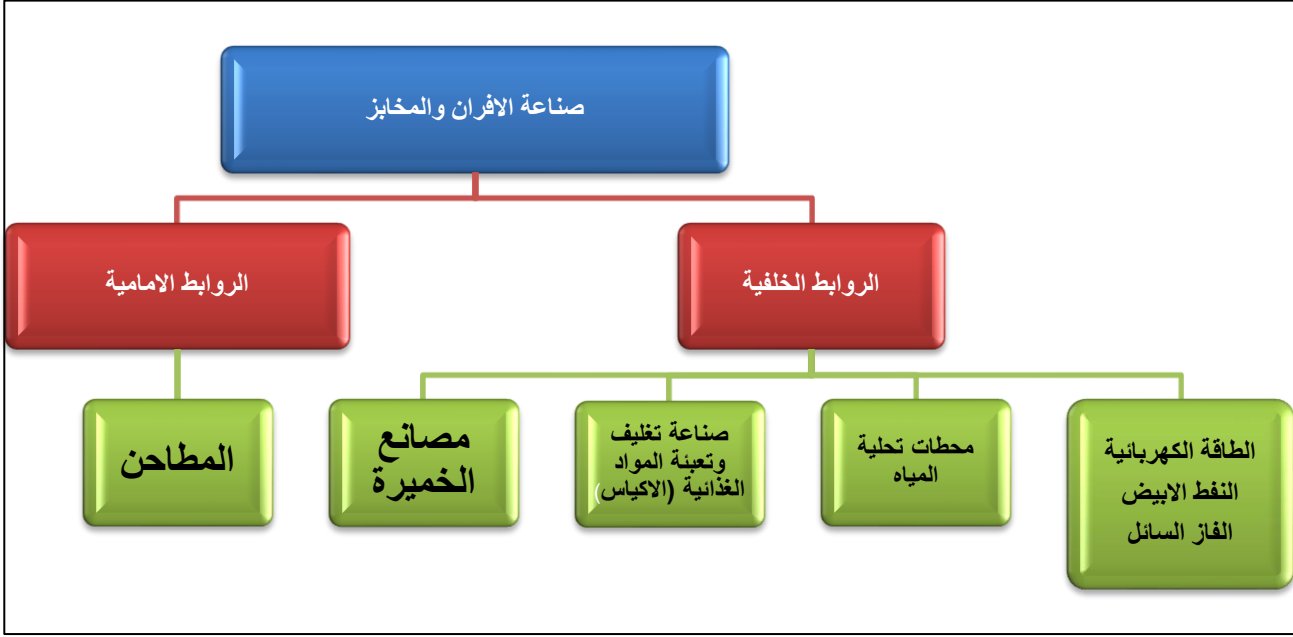 صناعة الافران والمخابز
الروابط الخلفية
الروابط الامامية
الطاقة الكهربائية
النفط الابيض
الفاز السائل
محطات تحلية
المياه
صناعة تغليف
وتعبئة المواد
الغذائية (الاكياس)
مصانع
الخميرة
المطاحن